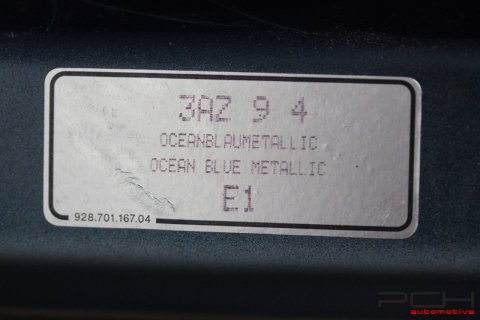 3AZ 9 4
OCEANBLAUMETALLIC
OCEAN BLUE METALLIC
E1
928.701.167.04
PCH
automotive